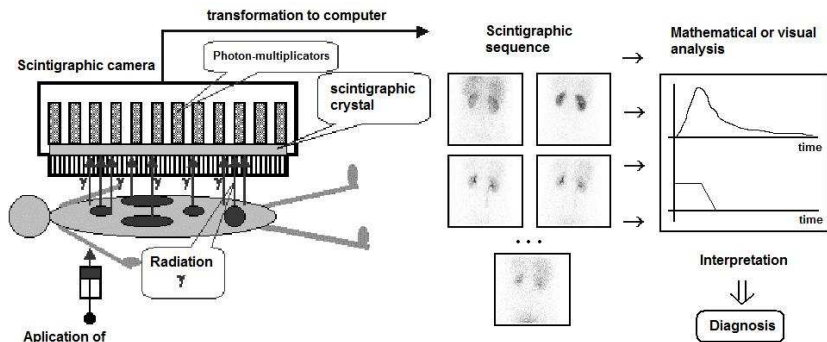 transformation to computer
Scintigraphic camera
Photon-multiplicators
scintigraphic
crystal
γ γ γ γ
Radiation
γ
Aplication of
Scintigraphic
sequence
. . .
Mathematical or visual
analysis
time
time
Interpretation
Diagnosis